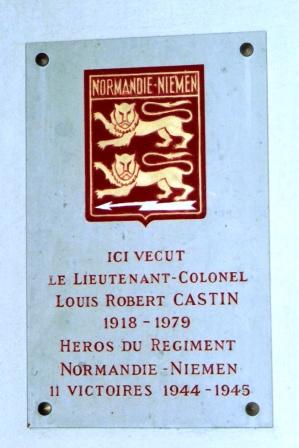 NORMANDIE-NIEMEN
ICI VECUT
LE LIEUTENANT-COLONEL
LOUIS ROBERT CASTIN
1918 - 1979
HEROS DU REGIMENT
NORMANDIE-NIEMEN
11 VICTOIRES 1944-1945